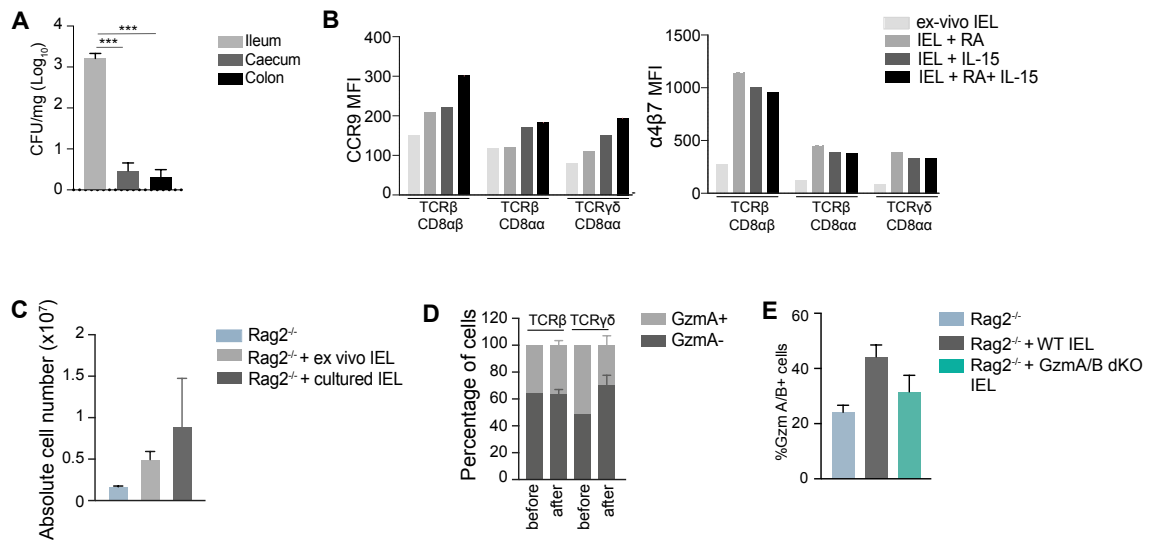 A
CFU/mg (Log10)
4
3
2
1
0
***
***
Ileum
Caecum
Colon
B
CCR9 MFI
400
300
200
100
0
TCRβ
CD8αβ
TCRβ
CD8αα
TCRγδ
CD8αα
α4β7 MFI
1500
1000
500
0
TCRβ
CD8αβ
TCRβ
CD8αα
TCRγδ
CD8αα
ex-vivo IEL
IEL + RA
IEL + IL-15
IEL + RA+ IL-15
C
Absolute cell number (x10⁷)
2
1.5
1
0.5
0
Rag2⁻/⁻
Rag2⁻/⁻ + ex vivo IEL
Rag2⁻/⁻ + cultured IEL
D
Percentage of cells
120
100
80
60
40
20
0
TCRβ TCRγδ
before
after
before
after
GzmA+
GzmA-
E
%Gzm A/B+ cells
60
40
20
0
Rag2⁻/⁻
Rag2⁻/⁻ + WT IEL
Rag2⁻/⁻ + GzmA/B dKO
IEL